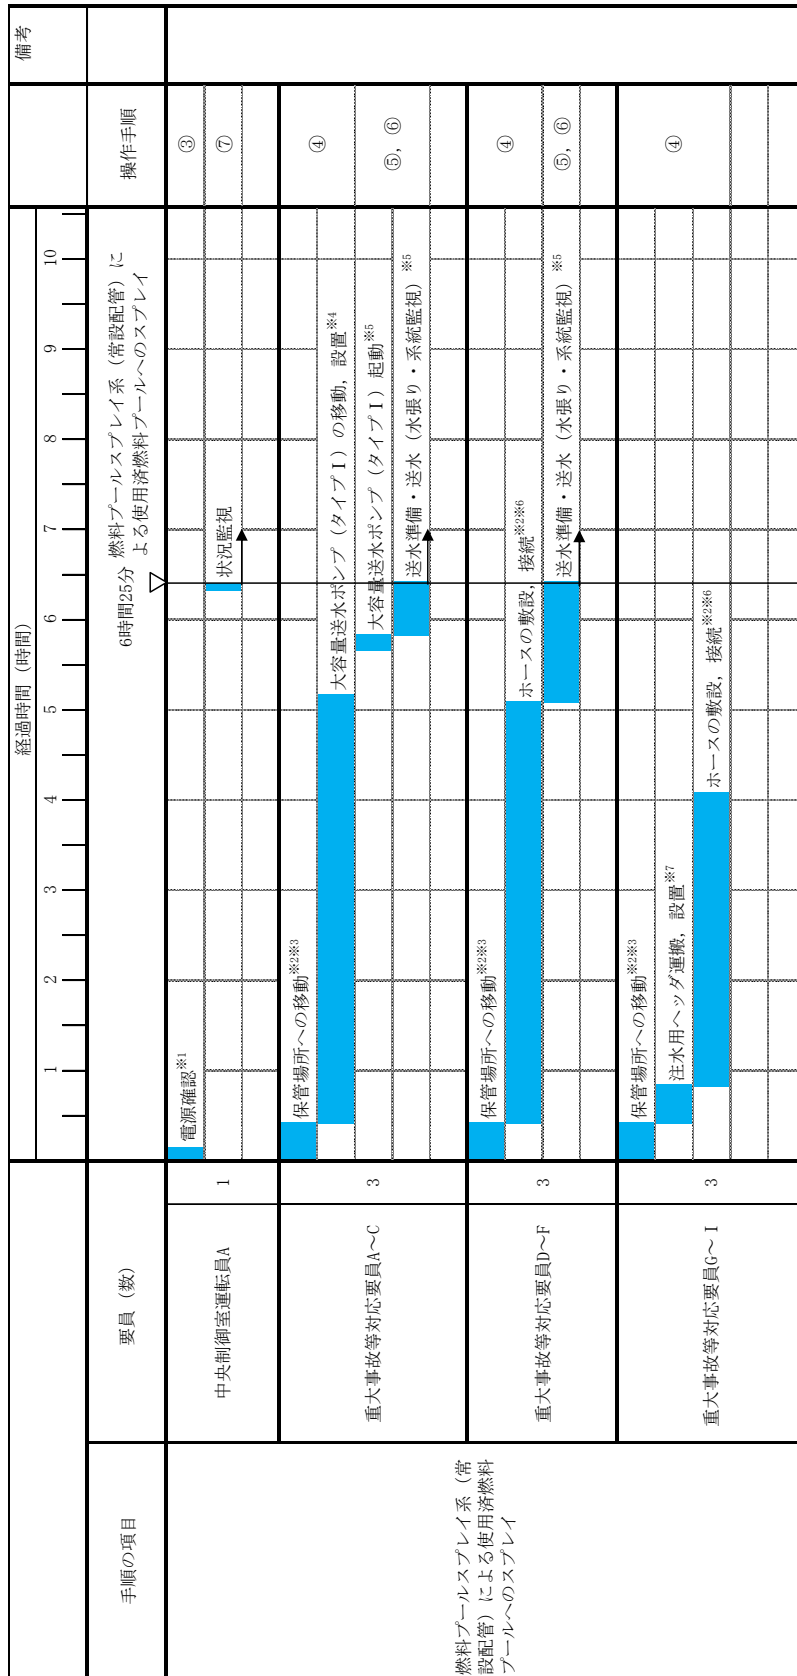 手順の項目
要員（数）
経過時間（時間）
1
2
3
4
5
6
7
8
9
10
操作手順
備考
6時間25分
燃料プールスプレイ系（常設配管）に
よる使用済燃料プールへのスプレイ
燃料プールスプレイ系（常
設配管）による使用済燃料
プールへのスプレイ
中央制御室運転員A
1
電源確認※1
③
状況監視
⑦
重大事故等対応要員A～C
3
保管場所への移動※2※3
大容量送水ポンプ（タイプⅠ）の移動，設置※4
④
大容量送水ポンプ（タイプⅠ）起動※5
送水準備・送水（水張り・系統監視）※5
⑤，⑥
重大事故等対応要員D～F
3
保管場所への移動※2※3
ホースの敷設，接続※2※6
④
送水準備・送水（水張り・系統監視）※5
⑤，⑥
重大事故等対応要員G～I
3
保管場所への移動※2※3
注水用ヘッダ運搬，設置※7
ホースの敷設，接続※2※6
④